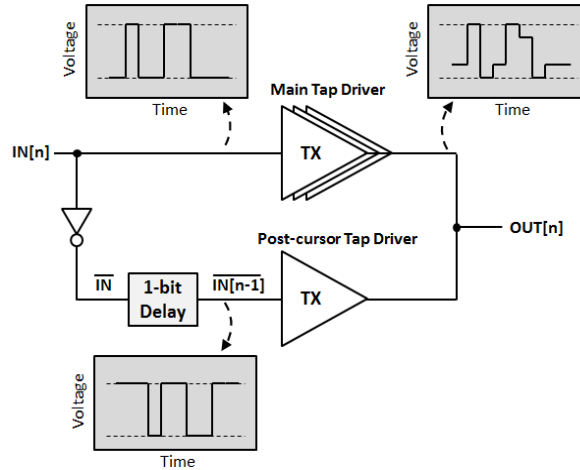 Voltage
Time
Voltage
Time
Main Tap Driver
IN[n]
TX
OUT[n]
Post-cursor Tap Driver
IN
1-bit
Delay
IN[n-1]
TX
Voltage
Time